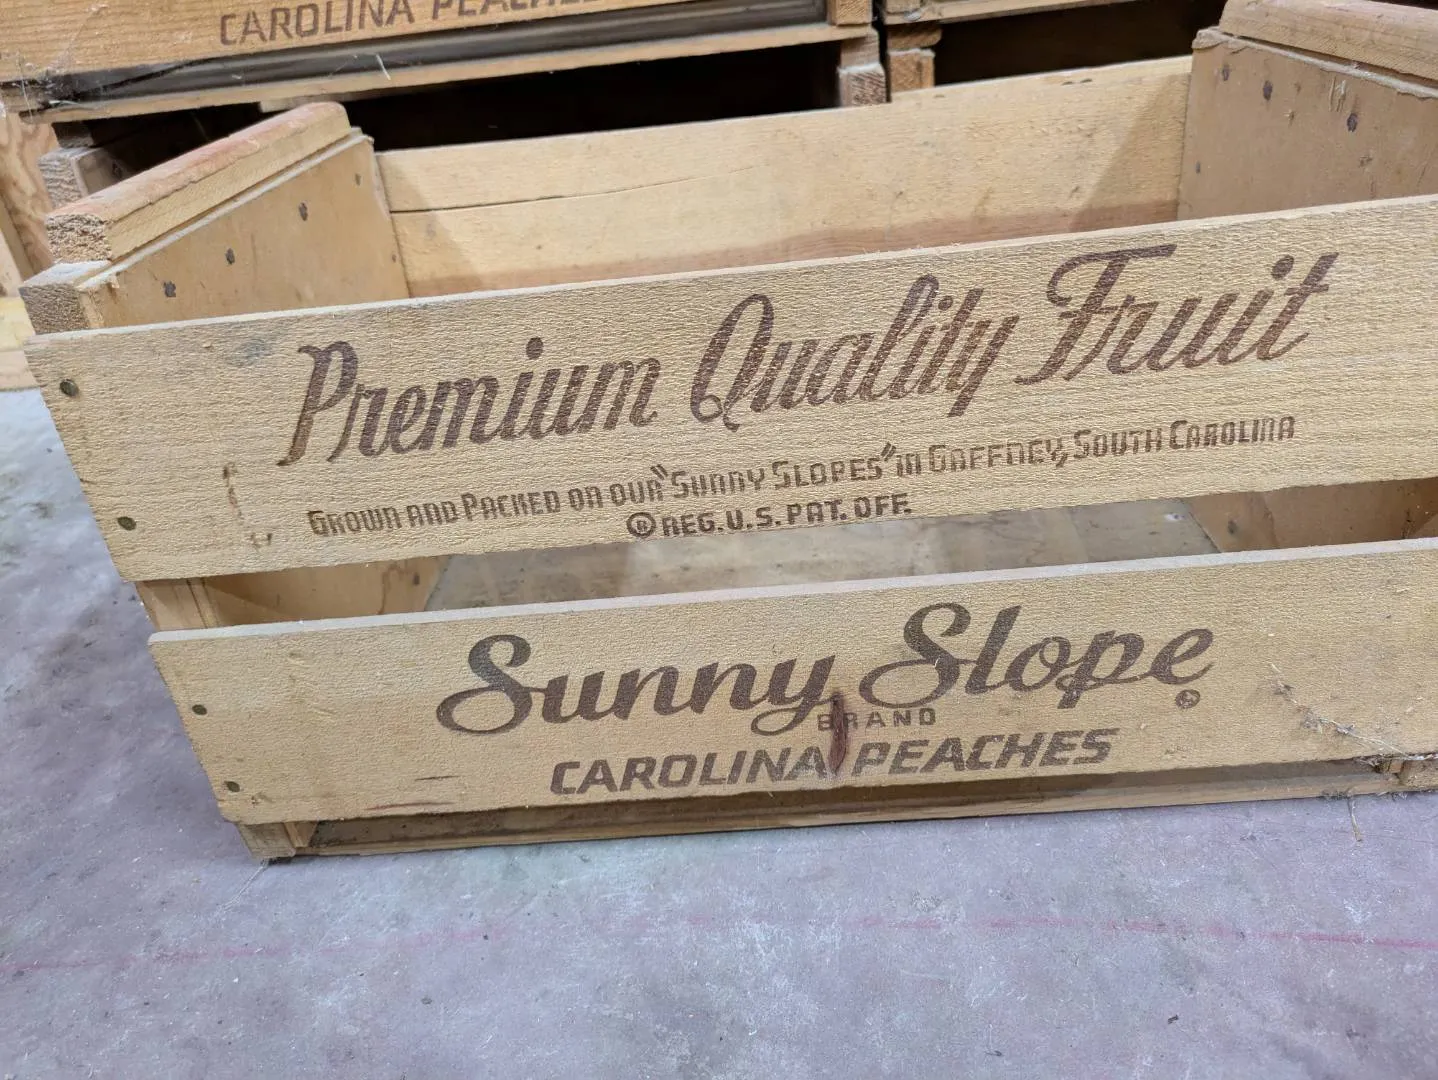 CAROLINA PEACHES
Premium Quality Fruit
GROWN AND PACKED ON OUR "SUNNY SLOPES" IN GAFFNEY, SOUTH CAROLINA
® REG. U.S. PAT. OFF.
Sunny Slope ®
BRAND
CAROLINA PEACHES